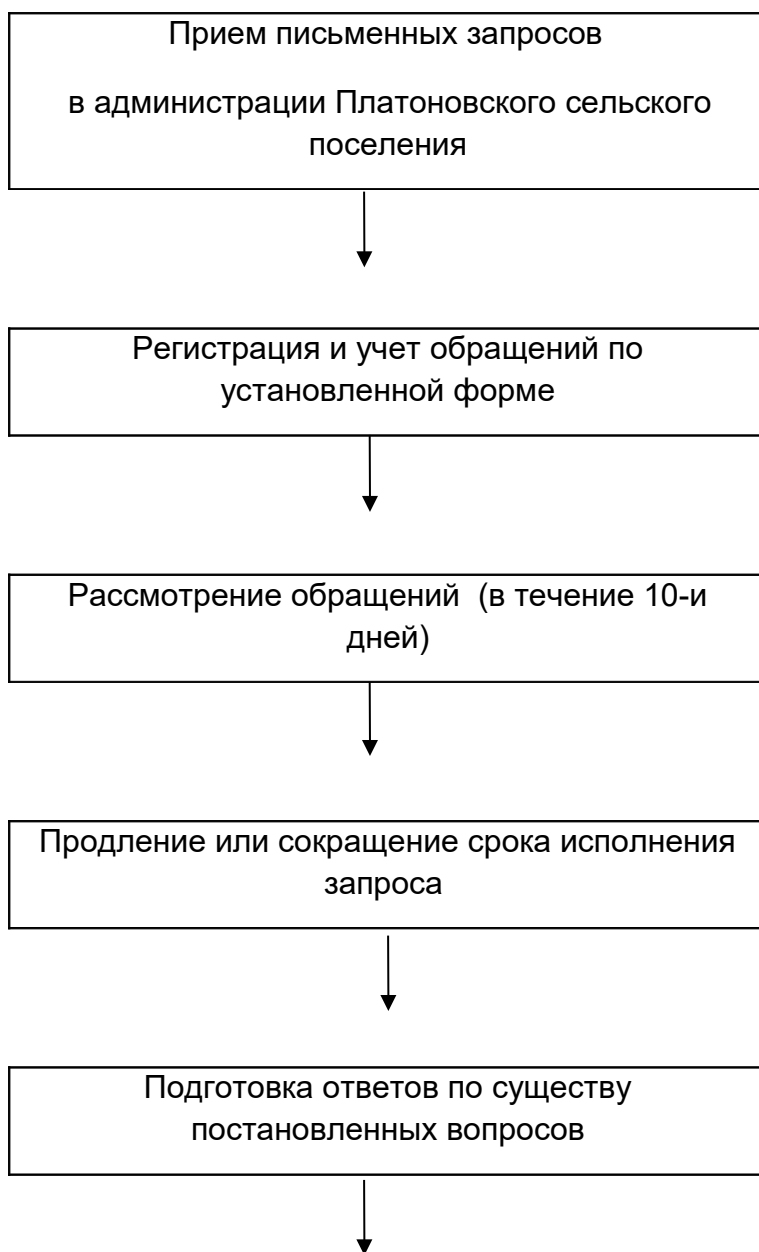 Прием письменных запросов
в администрации Платоновского сельского
поселения
Регистрация и учет обращений по
установленной форме
Рассмотрение обращений (в течение 10-и
дней)
Продление или сокращение срока исполнения
запроса
Подготовка ответов по существу
постановленных вопросов